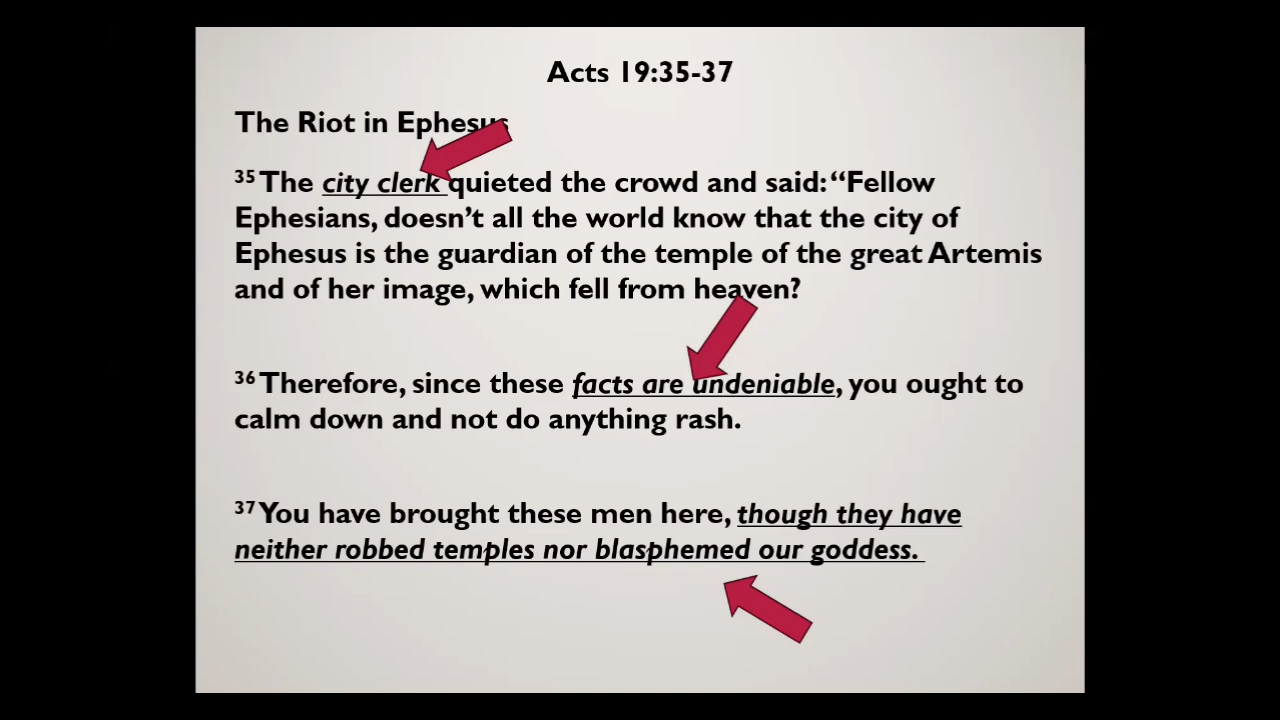 Acts 19:35-37
The Riot in Ephesus
35 The city clerk quieted the crowd and said: “Fellow
Ephesians, doesn’t all the world know that the city of
Ephesus is the guardian of the temple of the great Artemis
and of her image, which fell from heaven?
36 Therefore, since these facts are undeniable, you ought to
calm down and not do anything rash.
37 You have brought these men here, though they have
neither robbed temples nor blasphemed our goddess.